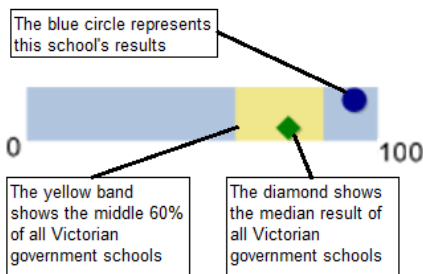 The blue circle represents
this school's results
0
100
The yellow band
shows the middle 60%
of all Victorian
government schools
The diamond shows
the median result of
all Victorian
government schools